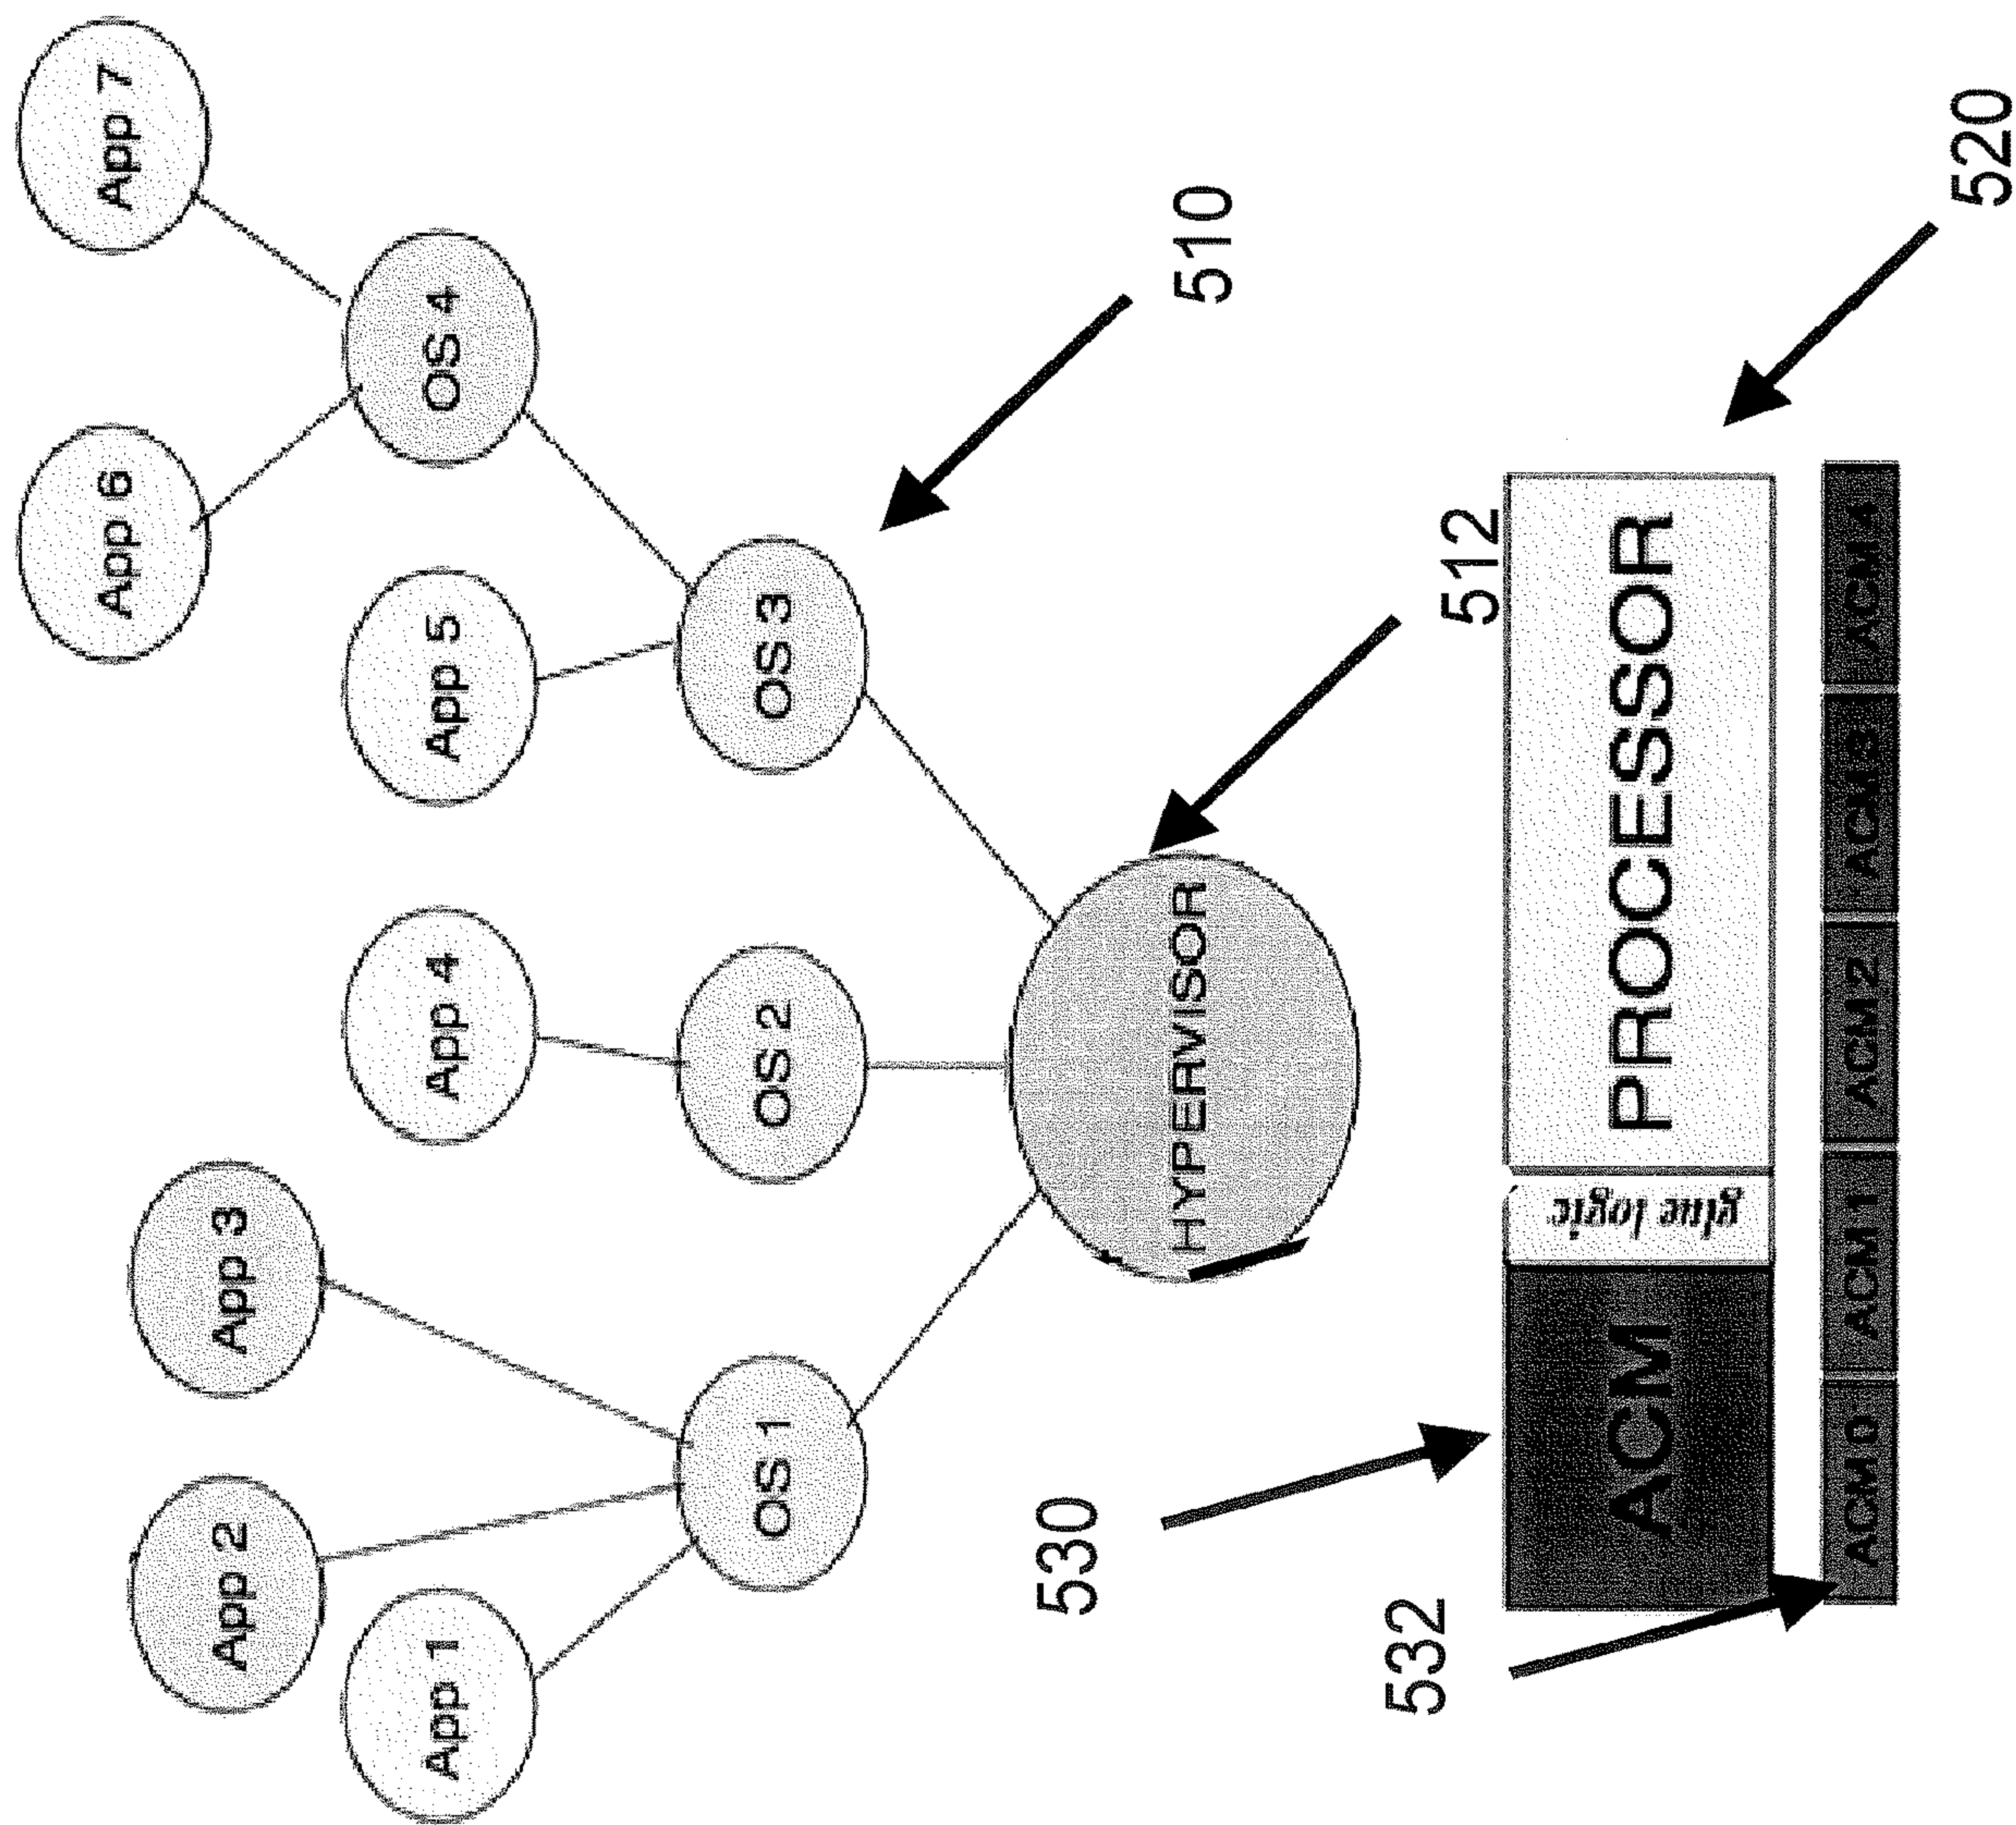 App 7
App 6
App 3
App 2
OS 4
App 5
App 4
App 1
510
OS 3
OS 2
OS 1
HYPERVISOR
512
530
532
520
PROCESSOR
glue logic
ACM
ACM 0
ACM 1
ACM 2
ACM 3
ACM 4